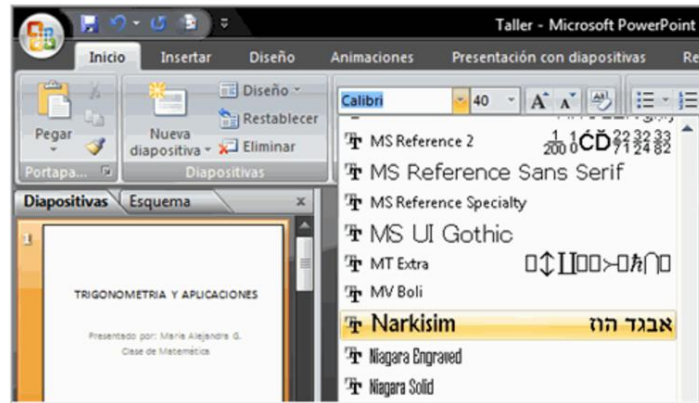 Taller - Microsoft PowerPoint
Inicio Insertar Diseño Animaciones Presentación con diapositivas Re
Pegar
Portapa...
Nueva
diapositiva
Diseño
Restablecer
Eliminar
Diapositivas
Calibri 40
MS Reference 2
MS Reference Sans Serif
MS Reference Specialty
MS UI Gothic
MT Extra
MV Boli
Narkisim אבגד הוז
Niagara Engraved
Niagara Solid
Diapositivas Esquema x
1
TRIGONOMETRIA Y APLICACIONES
Presentado por: Maria Alejandra G.
Clase de Matemática